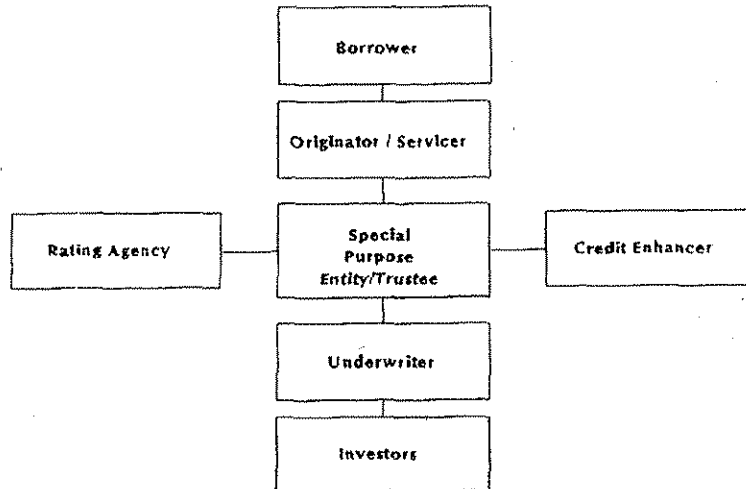 Borrower
Originator / Servicer
Rating Agency
Special
Purpose
Entity/Trustee
Credit Enhancer
Underwriter
Investors